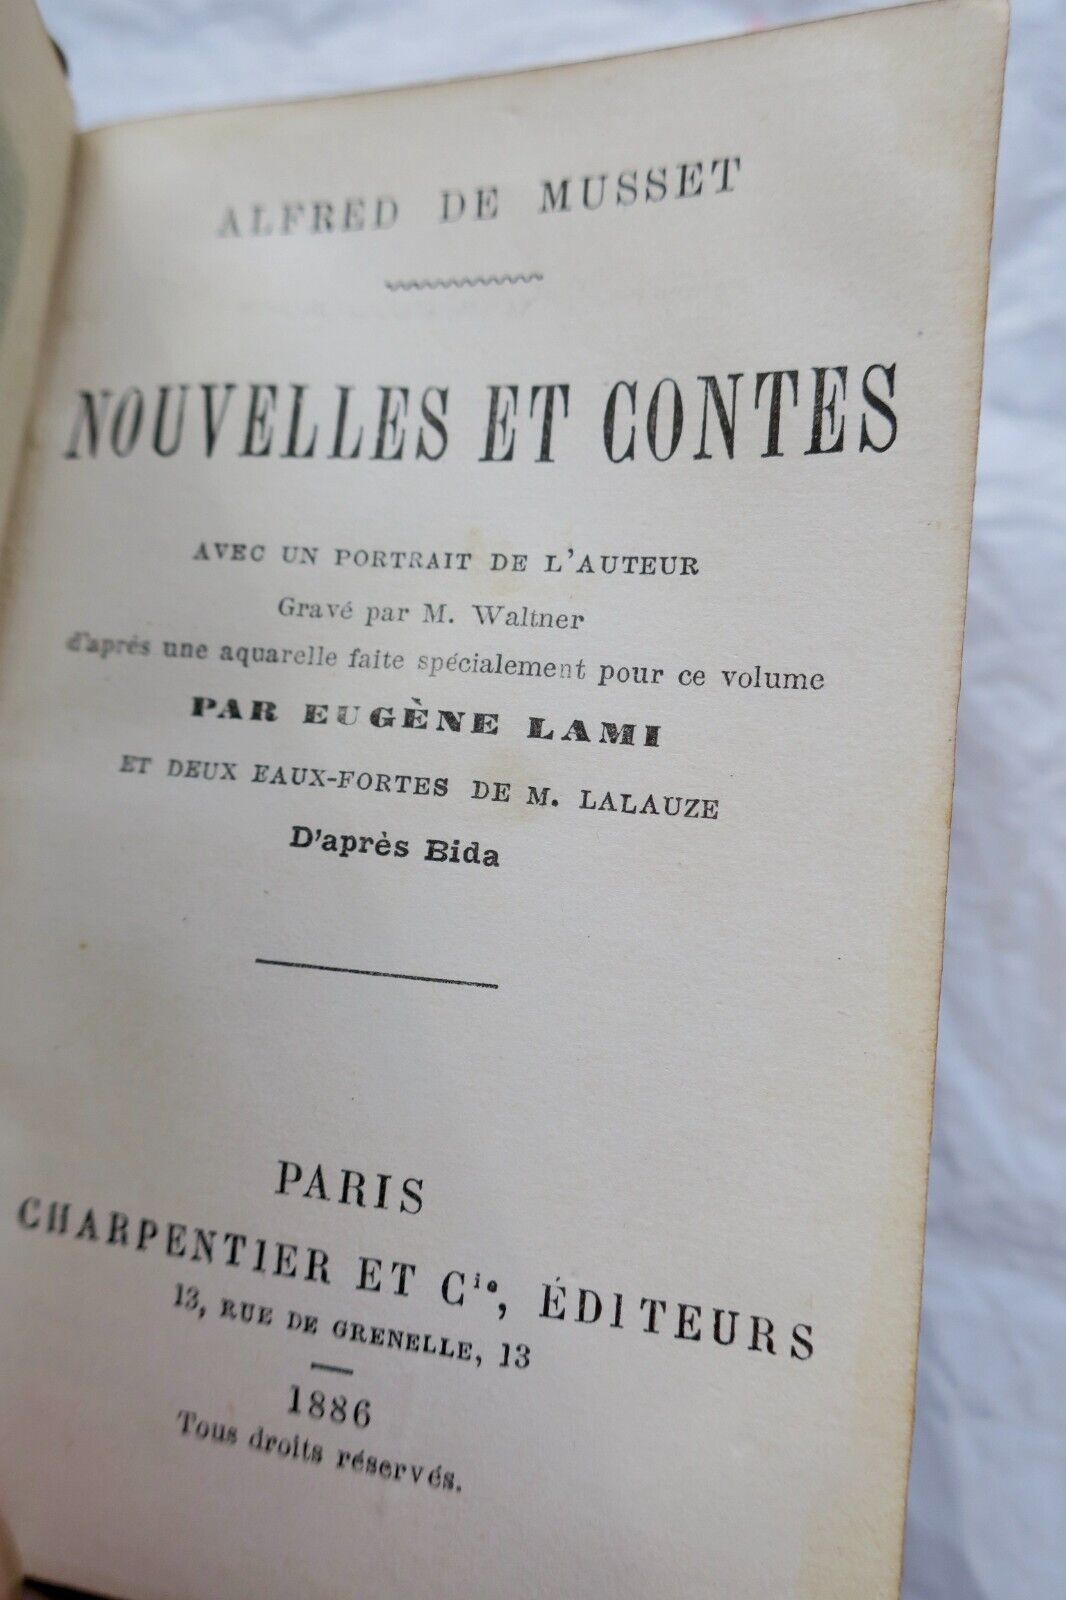 ALFRED DE MUSSET
NOUVELLES ET CONTES
AVEC UN PORTRAIT DE L'AUTEUR
Gravé par M. Waltner
d'après une aquarelle faite spécialement pour ce volume
PAR EUGÈNE LAMI
ET DEUX EAUX-FORTES DE M. LALAUZE
D'après Bida
PARIS
CHARPENTIER ET Cie, ÉDITEURS
13, RUE DE GRENELLE, 13
1886
Tous droits réservés.